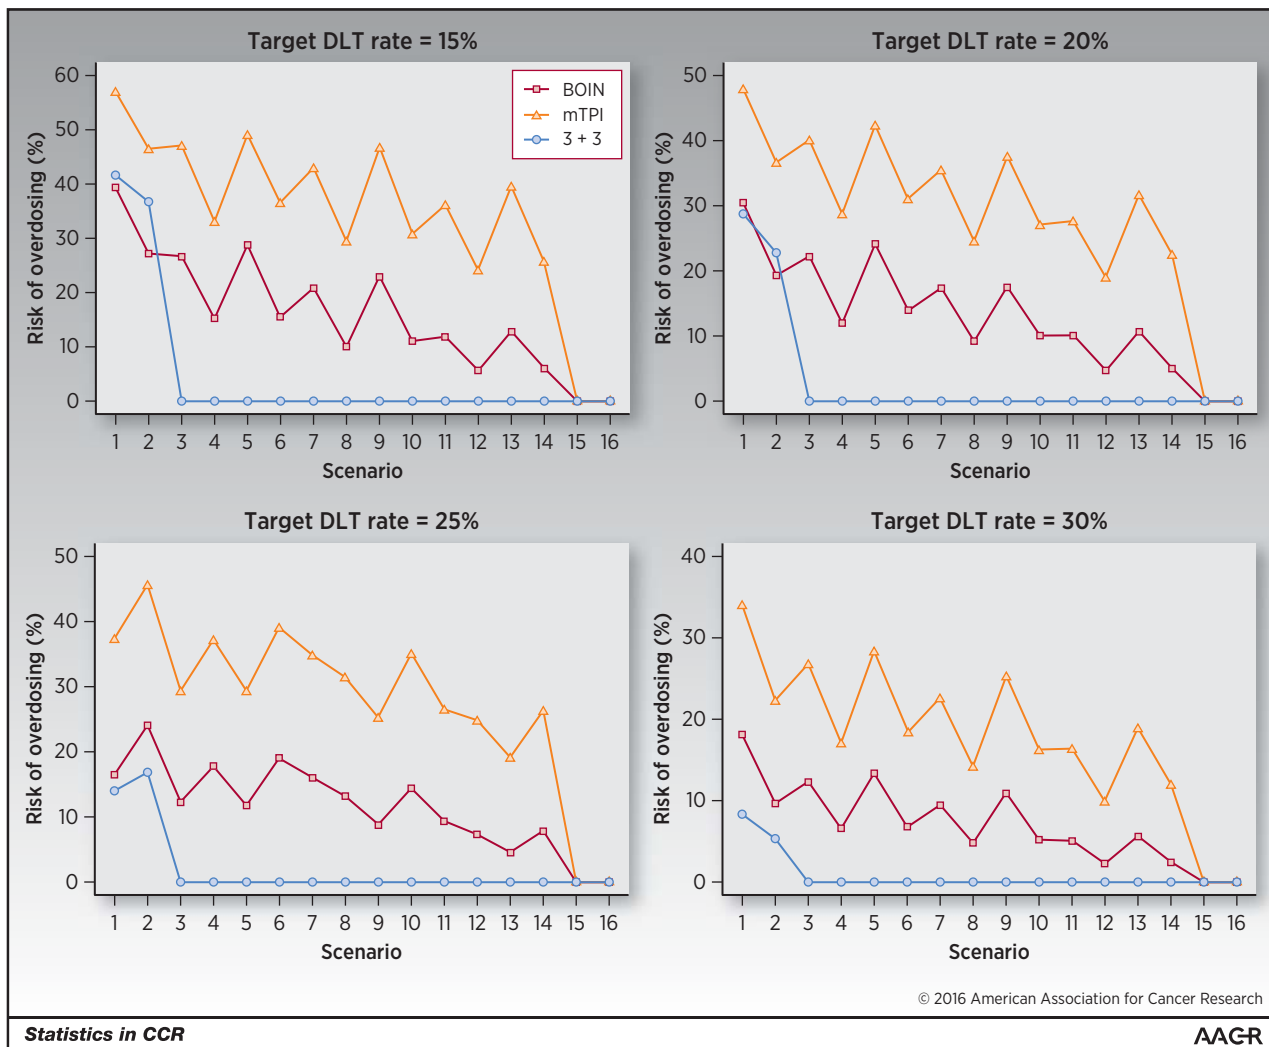 Target DLT rate = 15%
60
50
40
30
20
10
0
Risk of overdosing (%)
BOIN
mTPI
3 + 3
1 2 3 4 5 6 7 8 9 10 11 12 13 14 15 16
Scenario
Target DLT rate = 20%
50
40
30
20
10
0
Risk of overdosing (%)
1 2 3 4 5 6 7 8 9 10 11 12 13 14 15 16
Scenario
Target DLT rate = 25%
50
40
30
20
10
0
Risk of overdosing (%)
1 2 3 4 5 6 7 8 9 10 11 12 13 14 15 16
Scenario
Target DLT rate = 30%
40
30
20
10
0
Risk of overdosing (%)
1 2 3 4 5 6 7 8 9 10 11 12 13 14 15 16
Scenario
© 2016 American Association for Cancer Research
Statistics in CCR
AACR